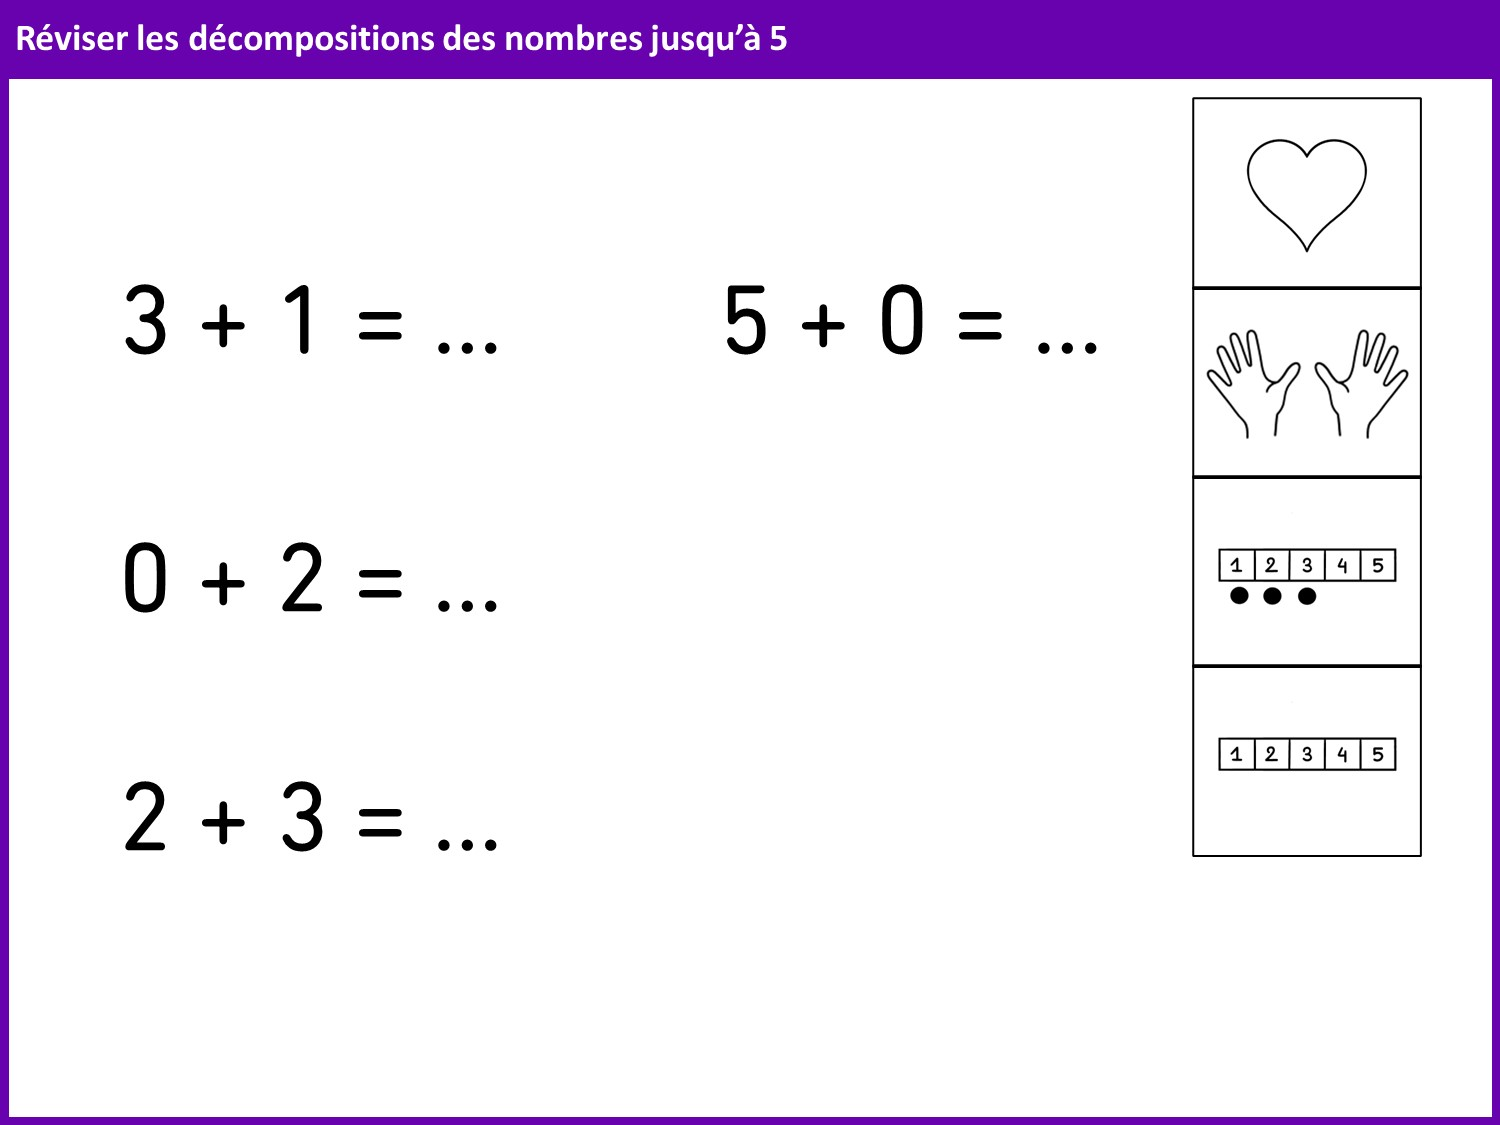 Réviser les décompositions des nombres jusqu’à 5
3 + 1 = ...
5 + 0 = ...
0 + 2 = ...
2 + 3 = ...
1 2 3 4 5
1 2 3 4 5